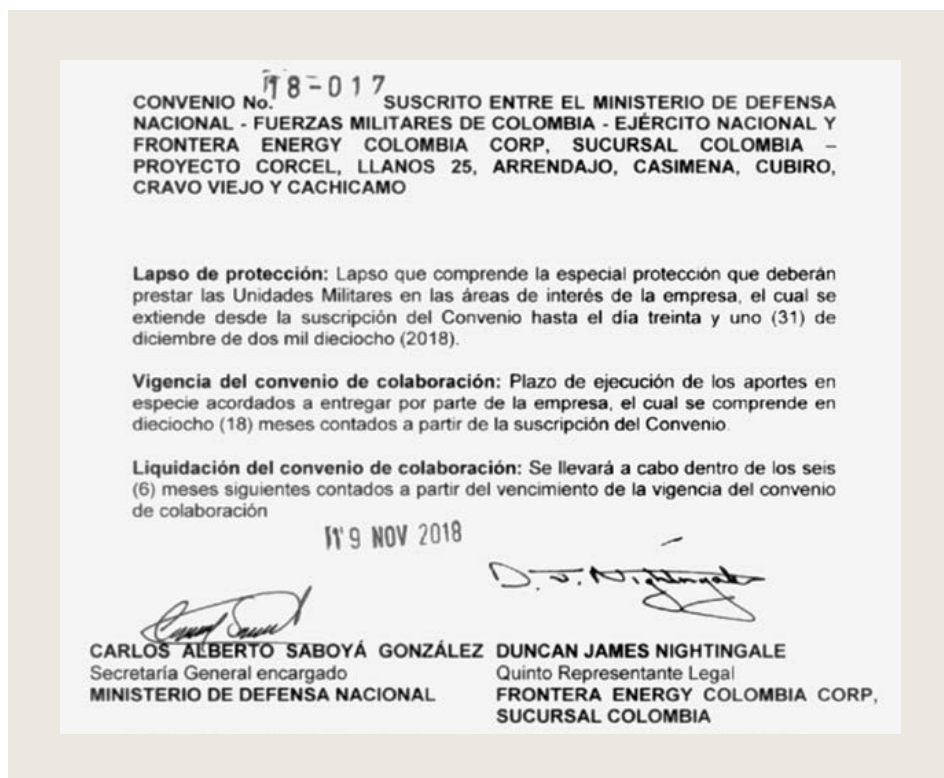 18-017
CONVENIO No. SUSCRITO ENTRE EL MINISTERIO DE DEFENSA
NACIONAL - FUERZAS MILITARES DE COLOMBIA - EJÉRCITO NACIONAL Y
FRONTERA ENERGY COLOMBIA CORP, SUCURSAL COLOMBIA –
PROYECTO CORCEL, LLANOS 25, ARRENDAJO, CASIMENA, CUBIRO,
CRAVO VIEJO Y CACHICAMO
Lapso de protección: Lapso que comprende la especial protección que deberán
prestar las Unidades Militares en las áreas de interés de la empresa, el cual se
extiende desde la suscripción del Convenio hasta el día treinta y uno (31) de
diciembre de dos mil dieciocho (2018).
Vigencia del convenio de colaboración: Plazo de ejecución de los aportes en
especie acordados a entregar por parte de la empresa, el cual se comprende en
dieciocho (18) meses contados a partir de la suscripción del Convenio.
Liquidación del convenio de colaboración: Se llevará a cabo dentro de los seis
(6) meses siguientes contados a partir del vencimiento de la vigencia del convenio
de colaboración
19 NOV 2018
D. J. Nightingale
CARLOS ALBERTO SABOYÁ GONZÁLEZ DUNCAN JAMES NIGHTINGALE
Secretaría General encargado Quinto Representante Legal
MINISTERIO DE DEFENSA NACIONAL FRONTERA ENERGY COLOMBIA CORP,
SUCURSAL COLOMBIA